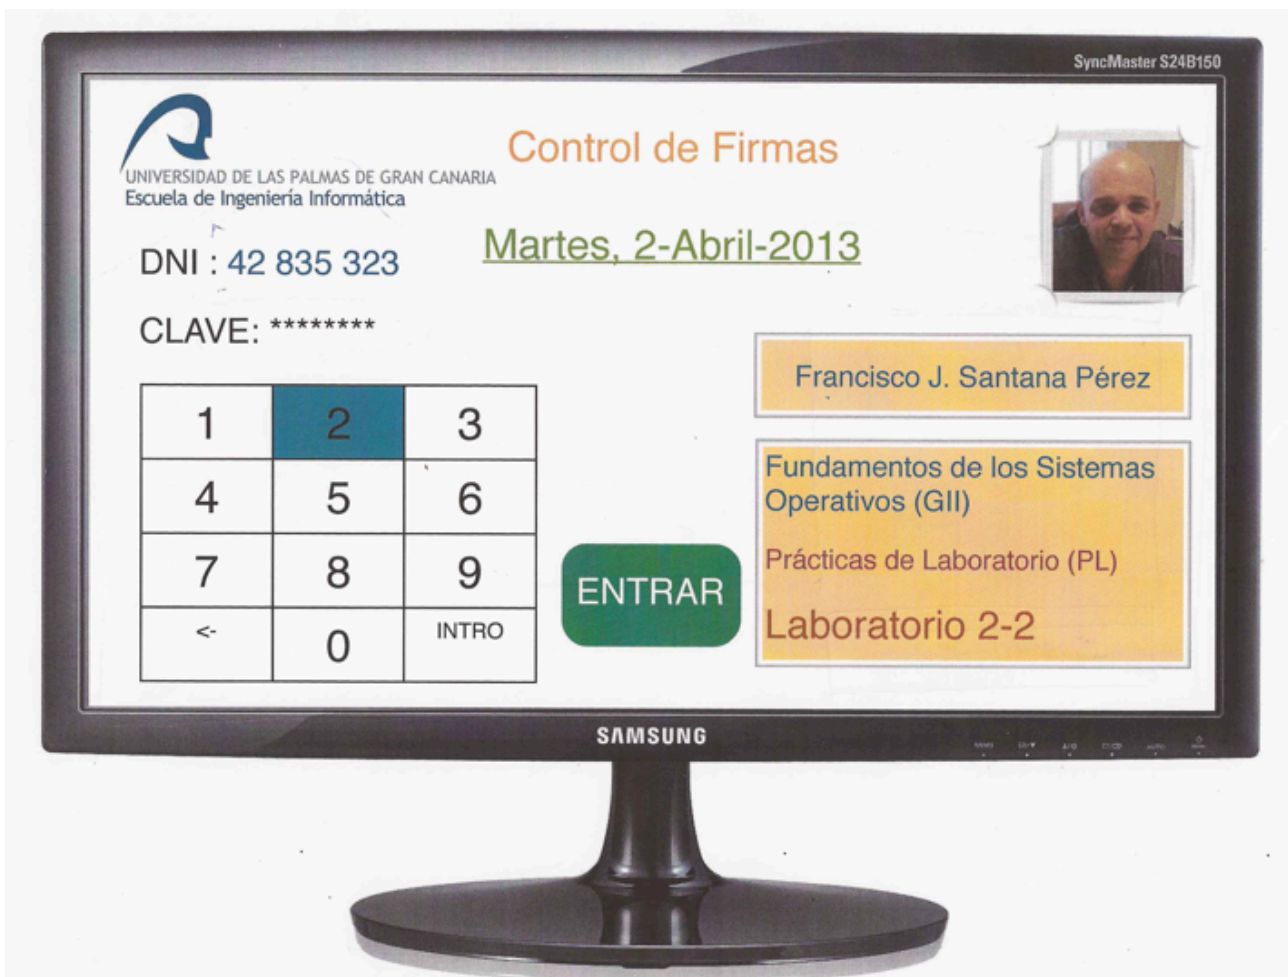 SyncMaster S24B150
Control de Firmas
UNIVERSIDAD DE LAS PALMAS DE GRAN CANARIA
Escuela de Ingeniería Informática
Martes, 2-Abril-2013
DNI : 42 835 323
CLAVE: ********
Francisco J. Santana Pérez
1 2 3
4 5 6
7 8 9
<- 0 INTRO
ENTRAR
Fundamentos de los Sistemas
Operativos (GII)
Prácticas de Laboratorio (PL)
Laboratorio 2-2
SAMSUNG